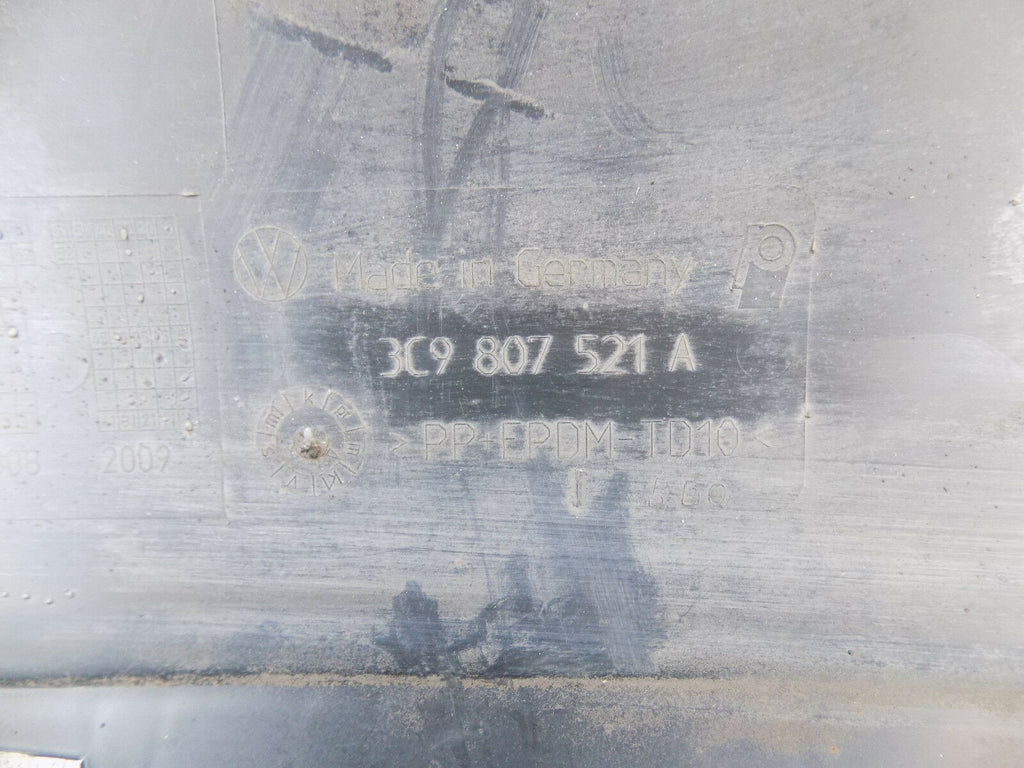 Made in Germany
3C9 807 521 A
>PP+EPDM-TD10<
2009